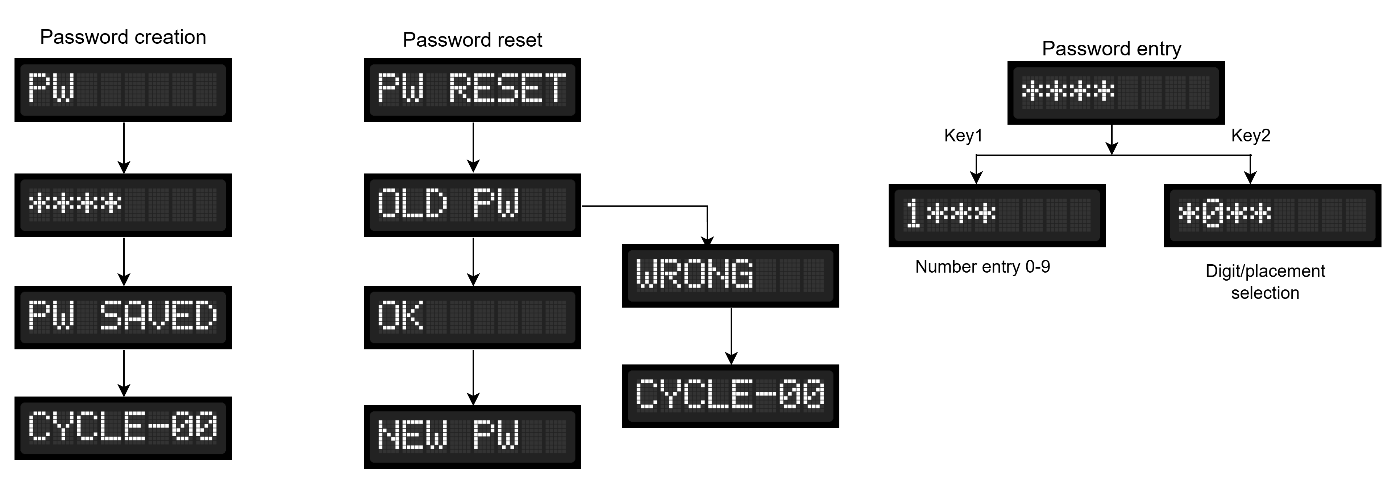 Password creation
PW
****
PW SAVED
CYCLE-00
Password reset
PW RESET
OLD PW
OK
NEW PW
WRONG
CYCLE-00
Password entry
****
Key1
Key2
1***
*0**
Number entry 0-9
Digit/placement
selection